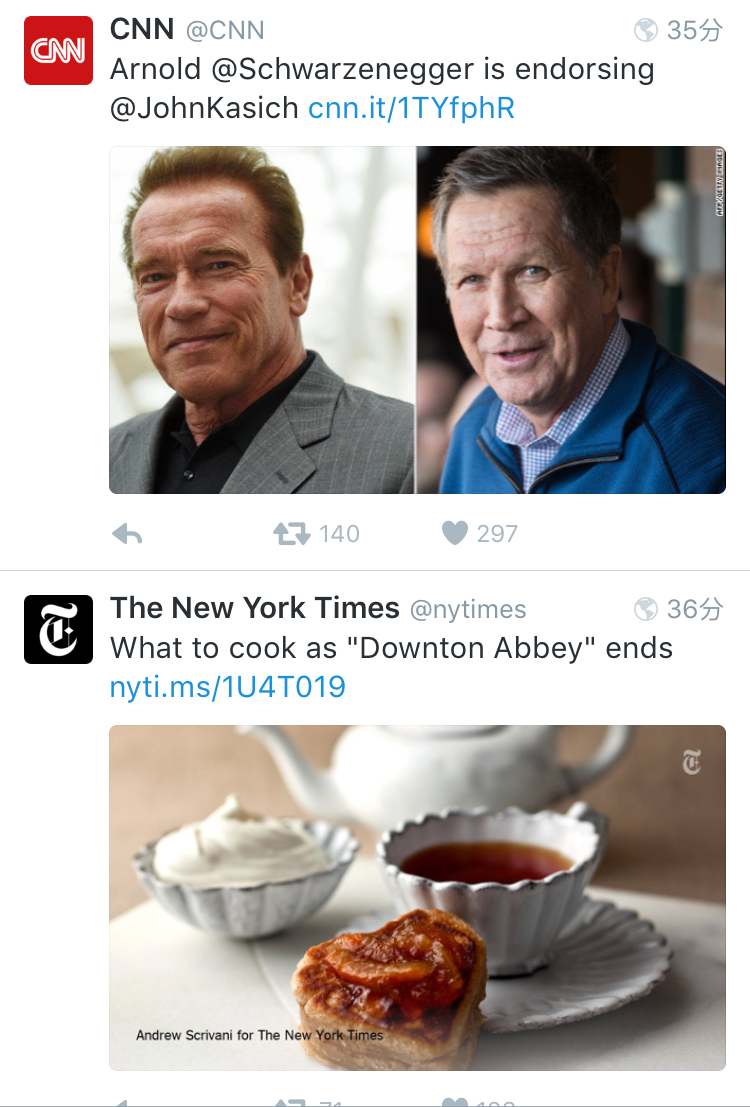 CNN
CNN @CNN 35分
Arnold @Schwarzenegger is endorsing
@JohnKasich cnn.it/1TYfphR
AFP/GETTY IMAGES
140 297
The New York Times @nytimes 36分
What to cook as "Downton Abbey" ends
nyti.ms/1U4T019
Andrew Scrivani for The New York Times